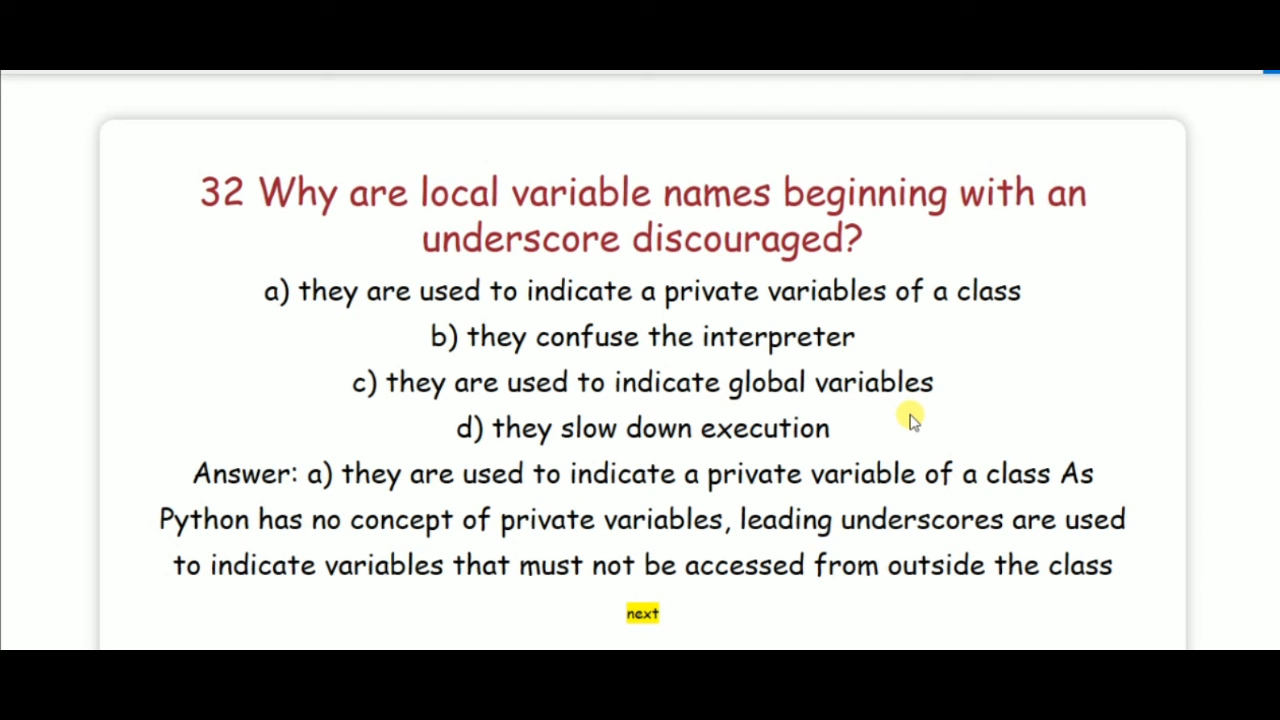 32 Why are local variable names beginning with an
underscore discouraged?
a) they are used to indicate a private variables of a class
b) they confuse the interpreter
c) they are used to indicate global variables
d) they slow down execution
Answer: a) they are used to indicate a private variable of a class As
Python has no concept of private variables, leading underscores are used
to indicate variables that must not be accessed from outside the class
next